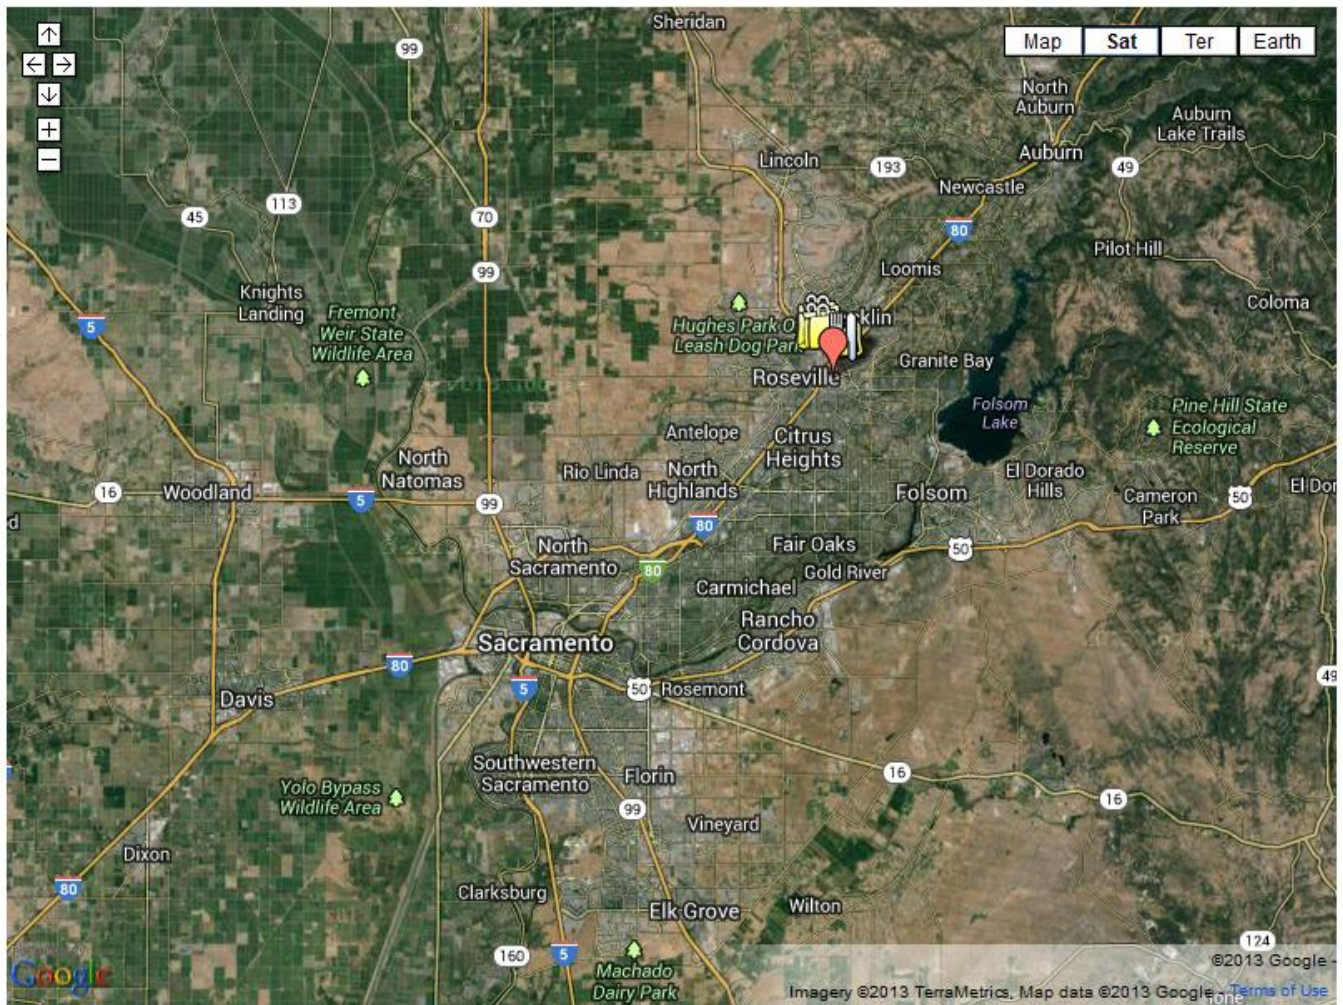 Sheridan
99
Map
Sat
Ter
Earth
North
Auburn
Auburn
Lake Trails
Auburn
Lincoln
193
49
Newcastle
45
113
70
80
Pilot Hill
99
Loomis
Knights
Landing
Fremont
Weir State
Wildlife Area
Coloma
5
Hughes Park O
Leash Dog Park
cklin
Granite Bay
Roseville
Folsom
Lake
Pine Hill State
Ecological
Reserve
Antelope
Citrus
Heights
North
Natomas
Rio Linda
North
Highlands
El Dorado
Hills
16
Woodland
5
99
Folsom
Cameron
Park
50
El Dor
d
80
North
Sacramento
80
Fair Oaks
50
Gold River
Carmichael
Rancho
Cordova
Sacramento
80
5
50
Rosemont
49
Davis
Southwestern
Sacramento
Florin
16
16
Yolo Bypass
Wildlife Area
99
Vineyard
Dixon
80
Clarksburg
Elk Grove
Wilton
160
5
124
Machado
Dairy Park
©2013 Google -
Google
Imagery ©2013 TerraMetrics, Map data ©2013 Google - Terms of Use